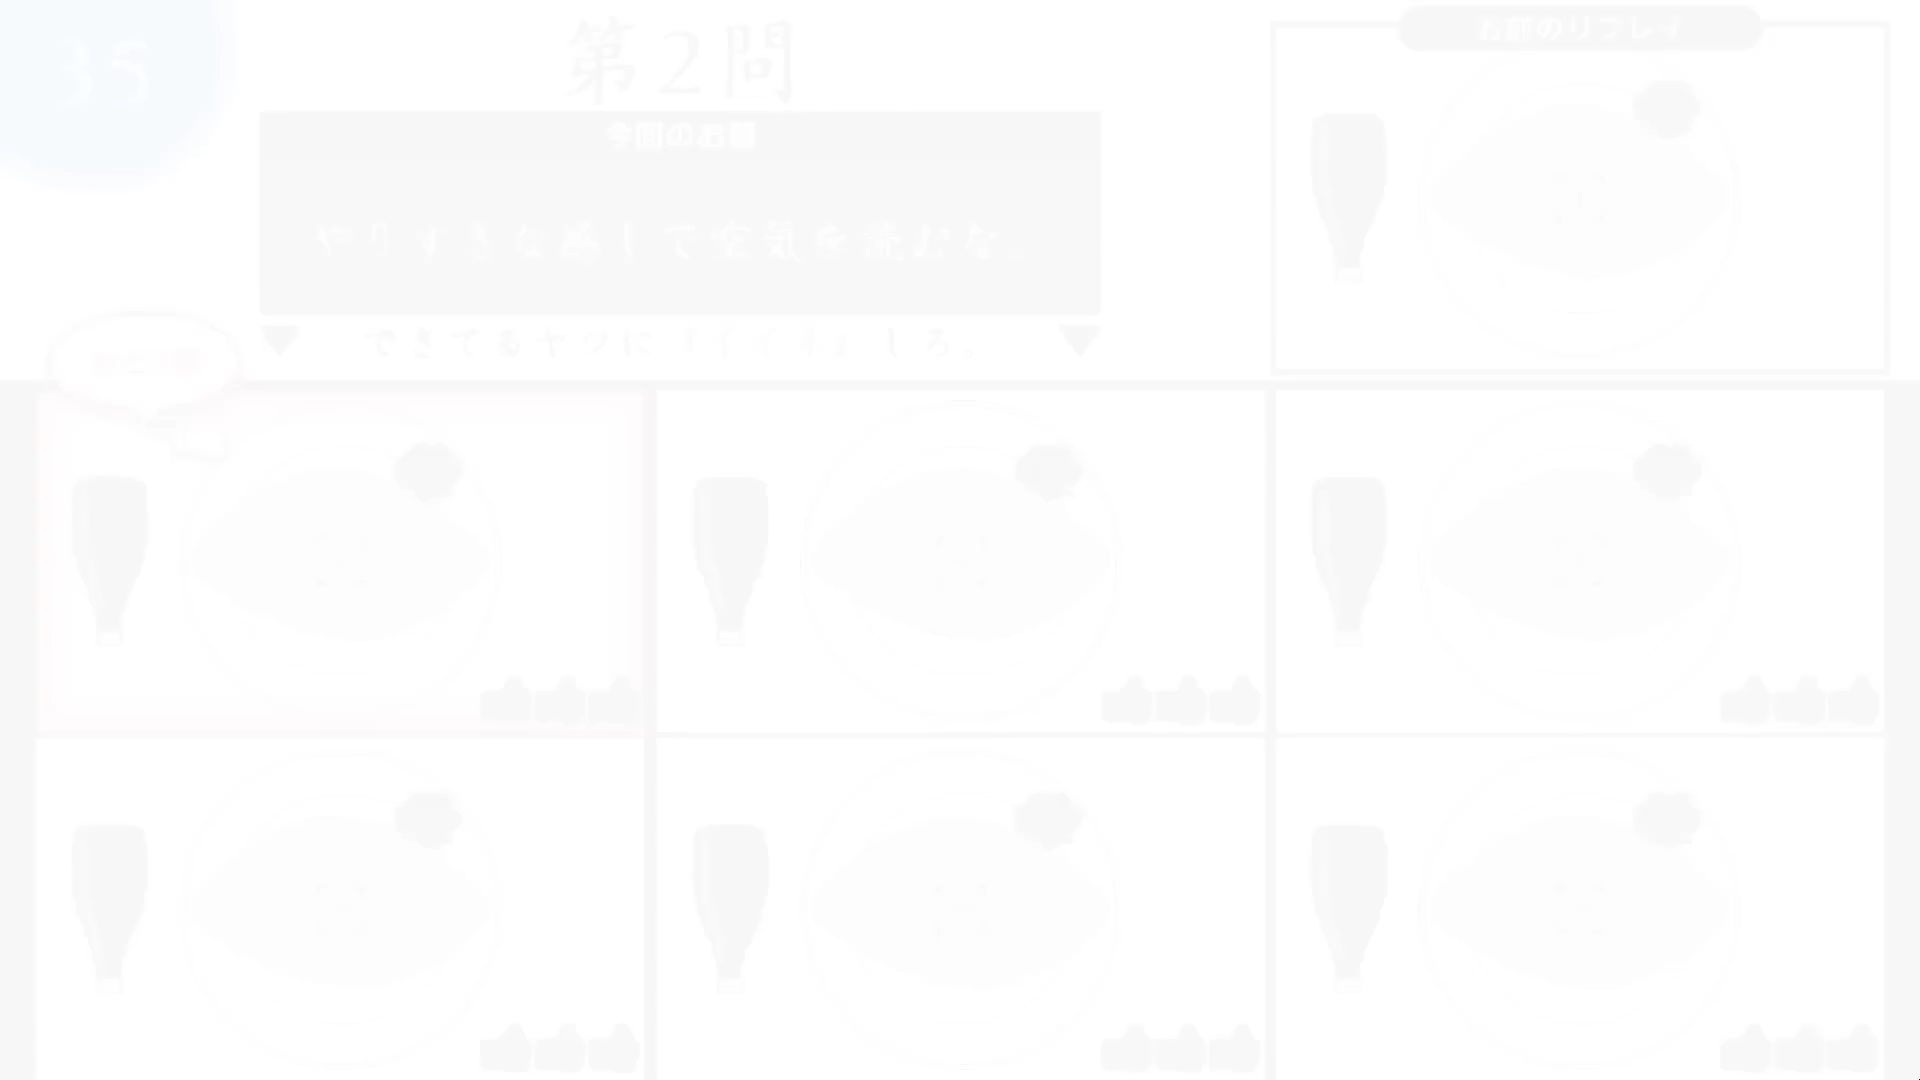 35
第2問
お前のリプレイ
今回のお題
やりすぎな感じで空気を読むな。
できてるヤツに『イイネ』しろ。